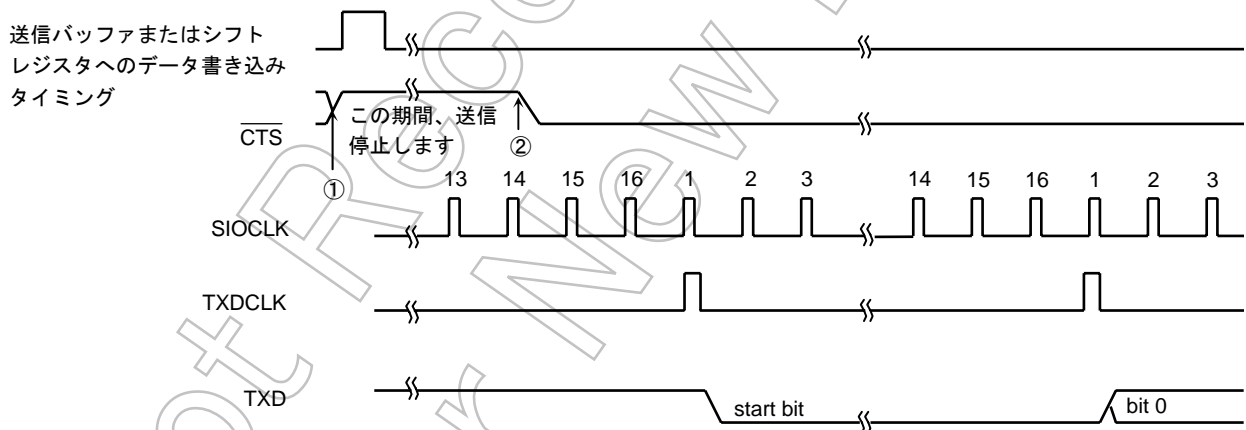 送信バッファまたはシフト
レジスタへのデータ書き込み
タイミング
CTS
この期間、送信
停止します
①
②
13 14 15 16 1 2 3 14 15 16 1 2 3
SIOCLK
TXDCLK
TXD
start bit
bit 0